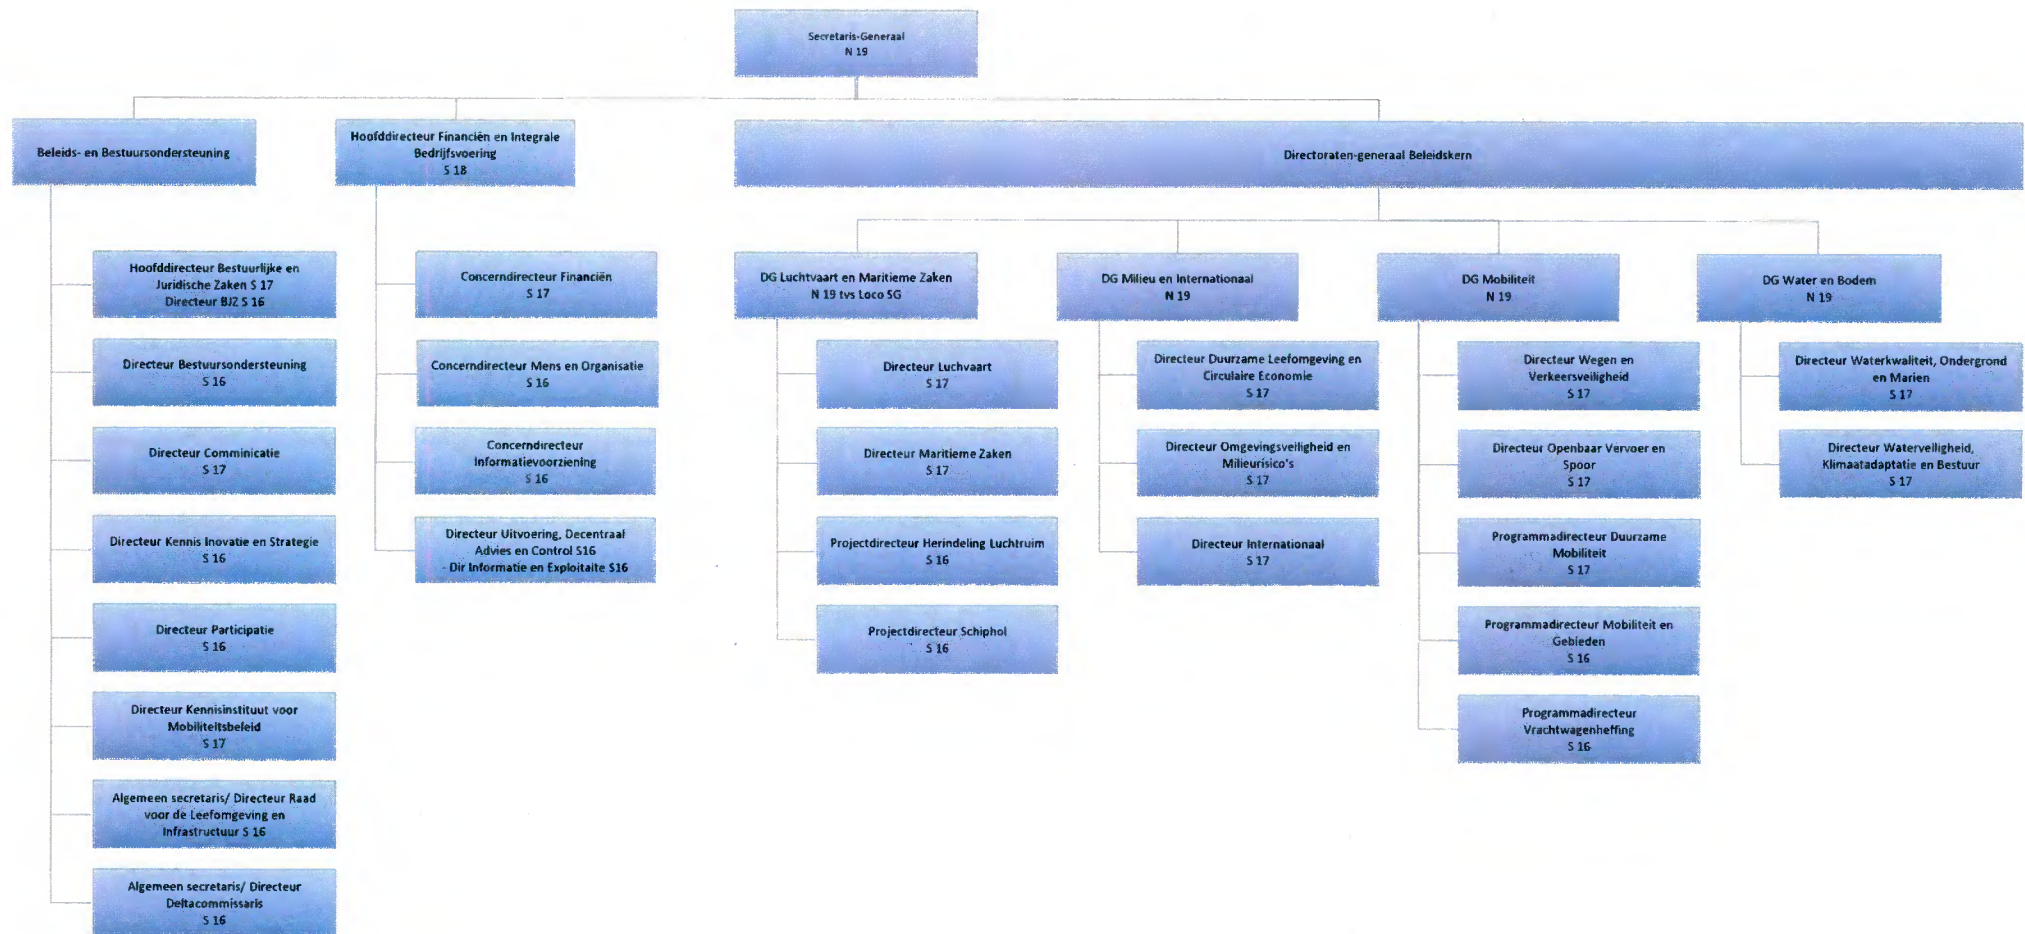 Secretaris-Generaal
N 19
Beleids- en Bestuursondersteuning
Hoofddirecteur Financiën en Integrale
Bedrijfsvoering
S 18
Directoraten-generaal Beleidskern
Hoofddirecteur Bestuurlijke en
Juridische Zaken S 17
Directeur BJZ S 16
Directeur Bestuursondersteuning
S 16
Directeur Comminicatie
S 17
Directeur Kennis Inovatie en Strategie
S 16
Directeur Participatie
S 16
Directeur Kennisinstituut voor
Mobiliteitsbeleid
S 17
Algemeen secretaris/ Directeur Raad
voor de Leefomgeving en
Infrastructuur S 16
Algemeen secretaris/ Directeur
Deltacommissaris
S 16
Concerndirecteur Financiën
S 17
Concerndirecteur Mens en Organisatie
S 16
Concerndirecteur
Informatievoorziening
S 16
Directeur Uitvoering, Decentraal
Advies en Control S16
- Dir Informatie en Exploitaite S16
DG Luchtvaart en Maritieme Zaken
N 19 tvs Loco SG
Directeur Luchvaart
S 17
Directeur Maritieme Zaken
S 17
Projectdirecteur Herindeling Luchtruim
S 16
Projectdirecteur Schiphol
S 16
DG Milieu en Internationaal
N 19
Directeur Duurzame Leefomgeving en
Circulaire Economie
S 17
Directeur Omgevingsveiligheid en
Milieurisico's
S 17
Directeur Internationaal
S 17
DG Mobiliteit
N 19
Directeur Wegen en
Verkeersveiligheid
S 17
Directeur Openbaar Vervoer en
Spoor
S 17
Programmadirecteur Duurzame
Mobiliteit
S 17
Programmadirecteur Mobiliteit en
Gebieden
S 16
Programmadirecteur
Vrachtwagenheffing
S 16
DG Water en Bodem
N 19
Directeur Waterkwaliteit, Ondergrond
en Marien
S 17
Directeur Waterveiligheid,
Klimaatadaptatie en Bestuur
S 17